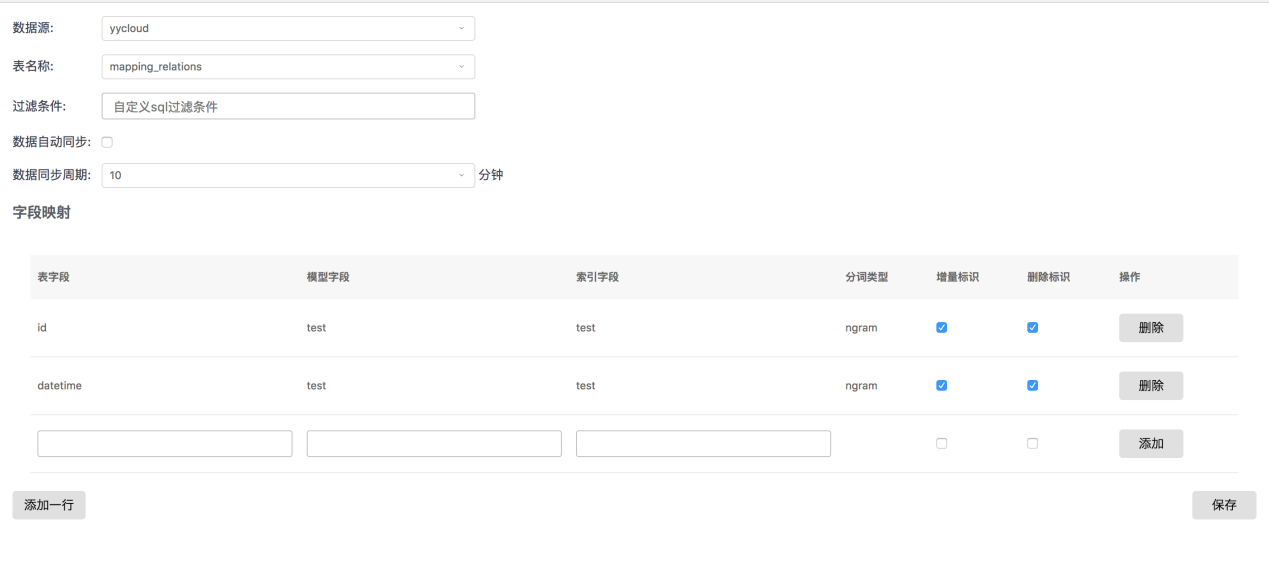 数据源: yycloud
表名称: mapping_relations
过滤条件: 自定义sql过滤条件
数据自动同步:
数据同步周期: 10 分钟
字段映射
表字段 模型字段 索引字段 分词类型 增量标识 删除标识 操作
id test test ngram 删除
datetime test test ngram 删除
添加
添加一行 保存